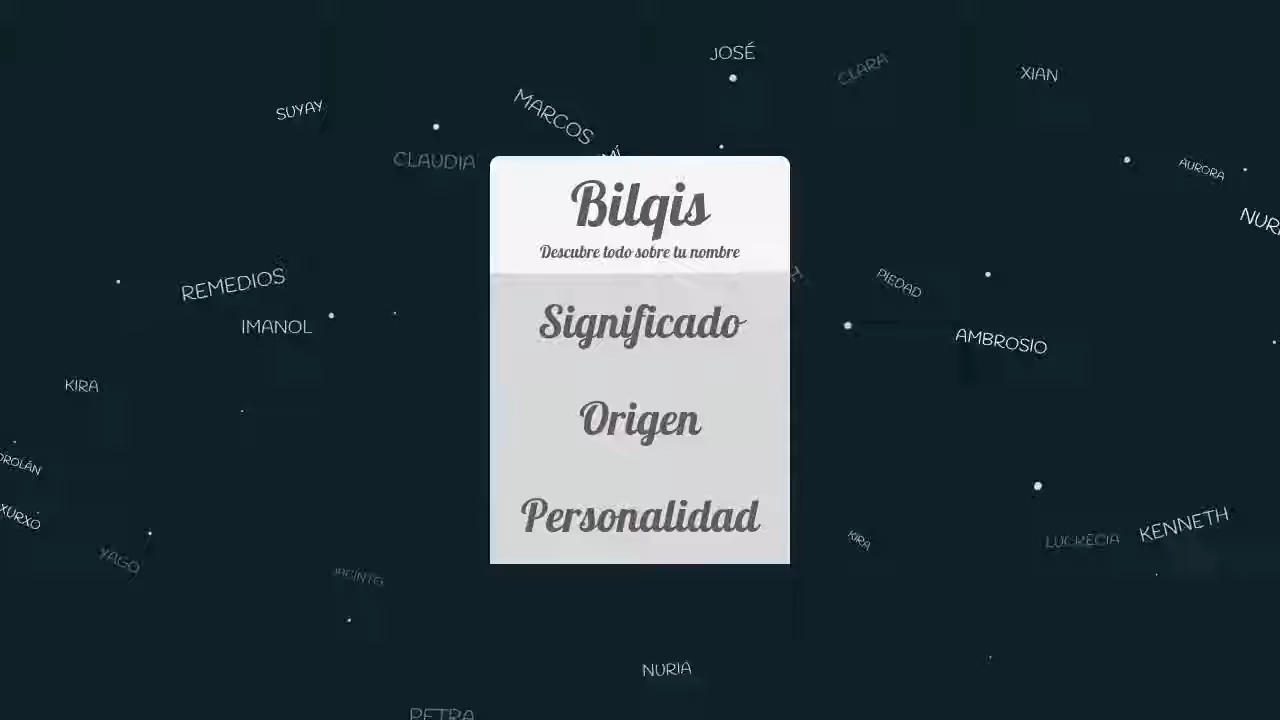 JOSÉ
CLARA
XIAN
SUYAY
MARCOS
CLAUDIA
AURORA
Bilqis
Descubre todo sobre tu nombre
REMEDIOS
PIEDAD
IMANOL
AMBROSIO
Significado
KIRA
Origen
XURXO
Personalidad
KENNETH
LUCRECIA
KIRA
YAGO
JACINTO
NURIA
PETRA